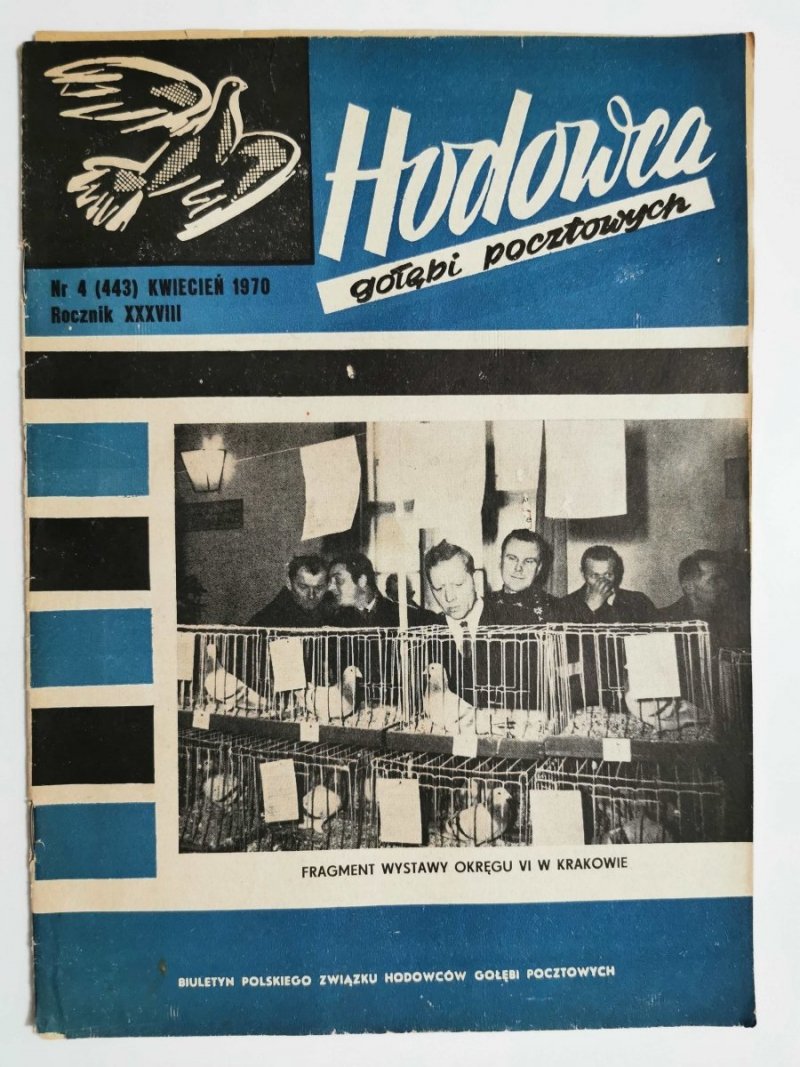 Hodowca
gołębi pocztowych
Nr 4 (443) KWIECIEŃ 1970
Rocznik XXXVIII
FRAGMENT WYSTAWY OKRĘGU VI W KRAKOWIE
BIULETYN POLSKIEGO ZWIĄZKU HODOWCÓW GOŁĘBI POCZTOWYCH